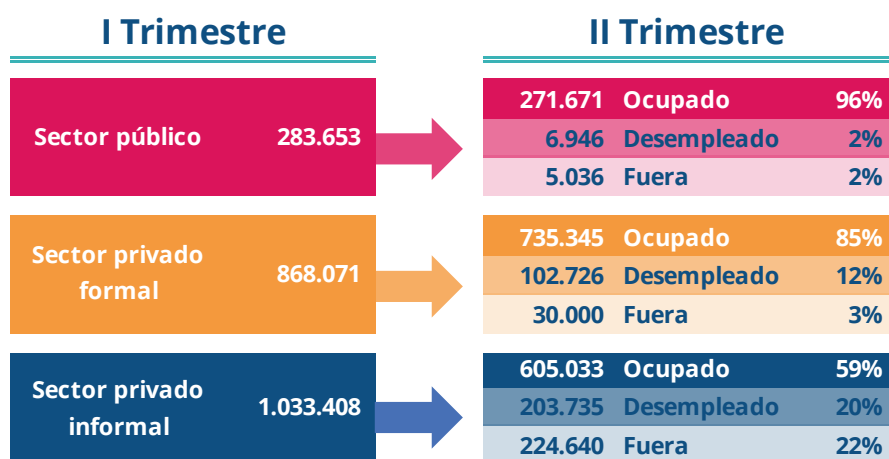 I Trimestre
II Trimestre
Sector público 283.653
271.671 Ocupado 96%
6.946 Desempleado 2%
5.036 Fuera 2%
Sector privado
formal
868.071
735.345 Ocupado 85%
102.726 Desempleado 12%
30.000 Fuera 3%
Sector privado
informal
1.033.408
605.033 Ocupado 59%
203.735 Desempleado 20%
224.640 Fuera 22%